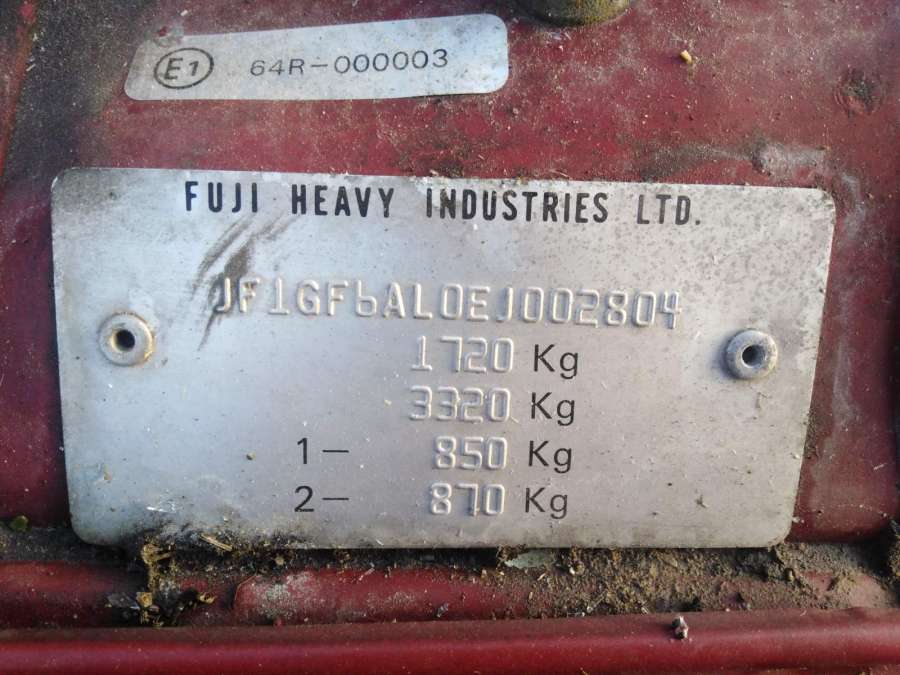 E1 64R-000003
FUJI HEAVY INDUSTRIES LTD.
JF1GF6AL0EJ002804
1720 Kg
3320 Kg
1- 850 Kg
2- 870 Kg